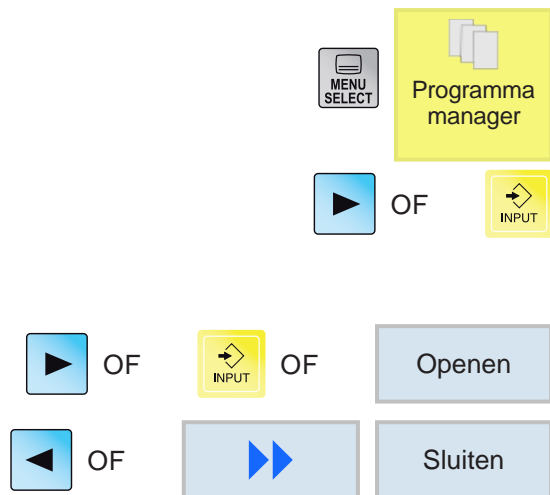 MENU
SELECT
Programma
manager
OF
INPUT
OF
INPUT
OF
Openen
OF
Sluiten